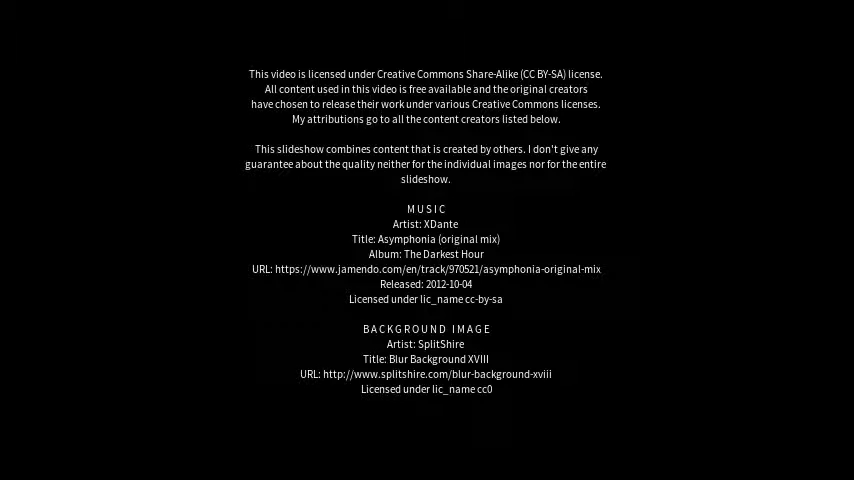 This video is licensed under Creative Commons Share-Alike (CC BY-SA) license.
All content used in this video is free available and the original creators
have chosen to release their work under various Creative Commons licenses.
My attributions go to all the content creators listed below.
This slideshow combines content that is created by others. I don't give any
guarantee about the quality neither for the individual images nor for the entire
slideshow.
MUSIC
Artist: XDante
Title: Asymphonia (original mix)
Album: The Darkest Hour
URL: https://www.jamendo.com/en/track/970521/asymphonia-original-mix
Released: 2012-10-04
Licensed under lic_name cc-by-sa
BACKGROUND IMAGE
Artist: SplitShire
Title: Blur Background XVIII
URL: http://www.splitshire.com/blur-background-xviii
Licensed under lic_name cc0